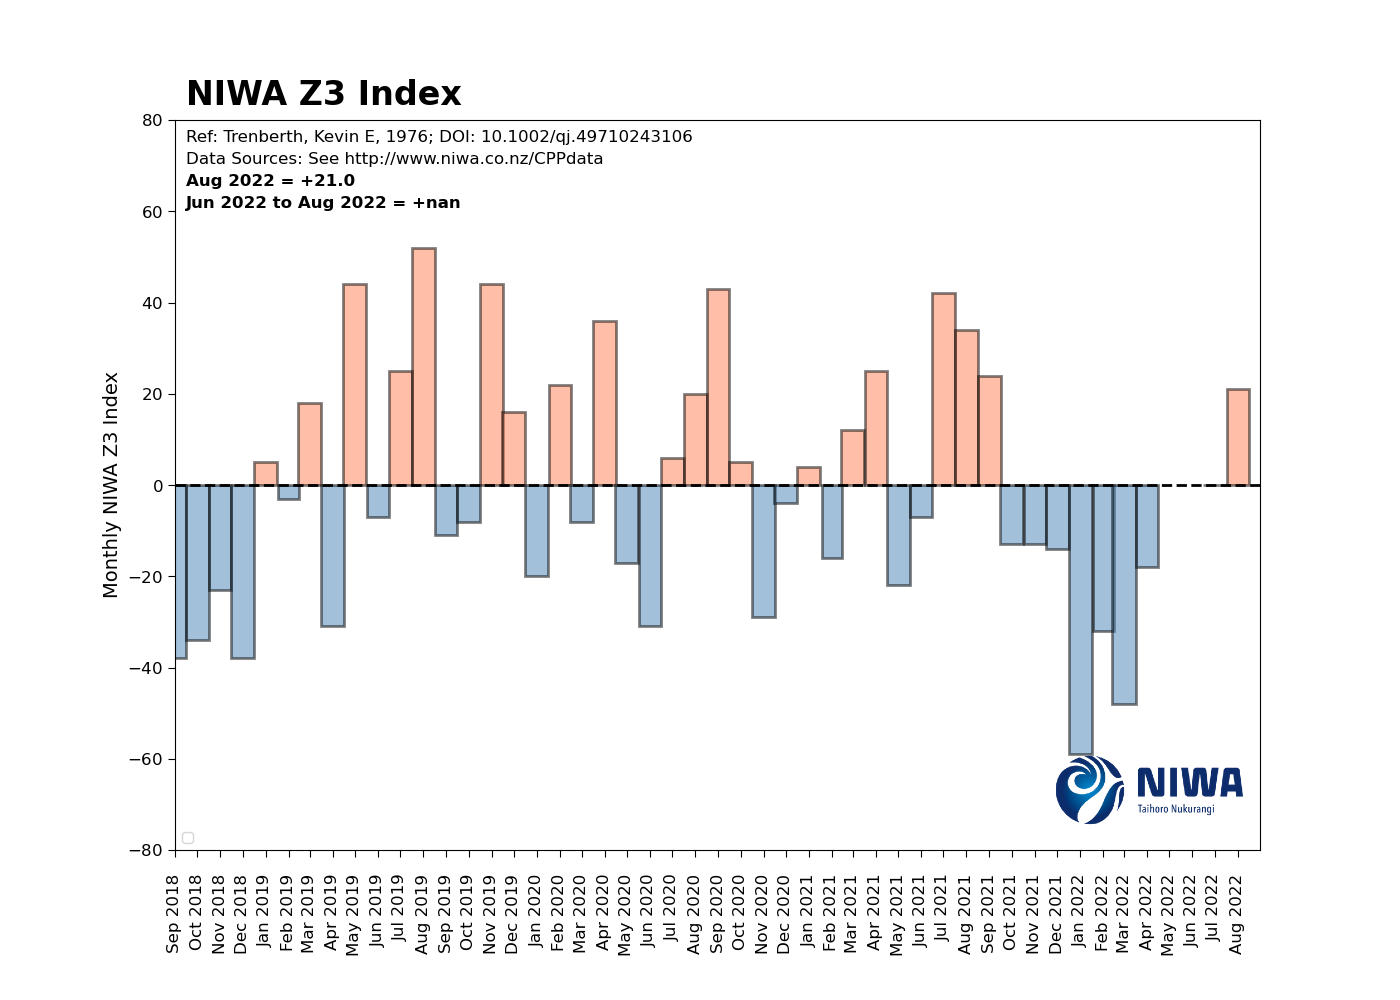 NIWA Z3 Index
Ref: Trenberth, Kevin E, 1976; DOI: 10.1002/qj.49710243106
Data Sources: See http://www.niwa.co.nz/CPPdata
Aug 2022 = +21.0
Jun 2022 to Aug 2022 = +nan
Monthly NIWA Z3 Index
80
60
40
20
0
−20
−40
−60
−80
NIWA
Taihoro Nukurangi
Sep 2018
Oct 2018
Nov 2018
Dec 2018
Jan 2019
Feb 2019
Mar 2019
Apr 2019
May 2019
Jun 2019
Jul 2019
Aug 2019
Sep 2019
Oct 2019
Nov 2019
Dec 2019
Jan 2020
Feb 2020
Mar 2020
Apr 2020
May 2020
Jun 2020
Jul 2020
Aug 2020
Sep 2020
Oct 2020
Nov 2020
Dec 2020
Jan 2021
Feb 2021
Mar 2021
Apr 2021
May 2021
Jun 2021
Jul 2021
Aug 2021
Sep 2021
Oct 2021
Nov 2021
Dec 2021
Jan 2022
Feb 2022
Mar 2022
Apr 2022
May 2022
Jun 2022
Jul 2022
Aug 2022